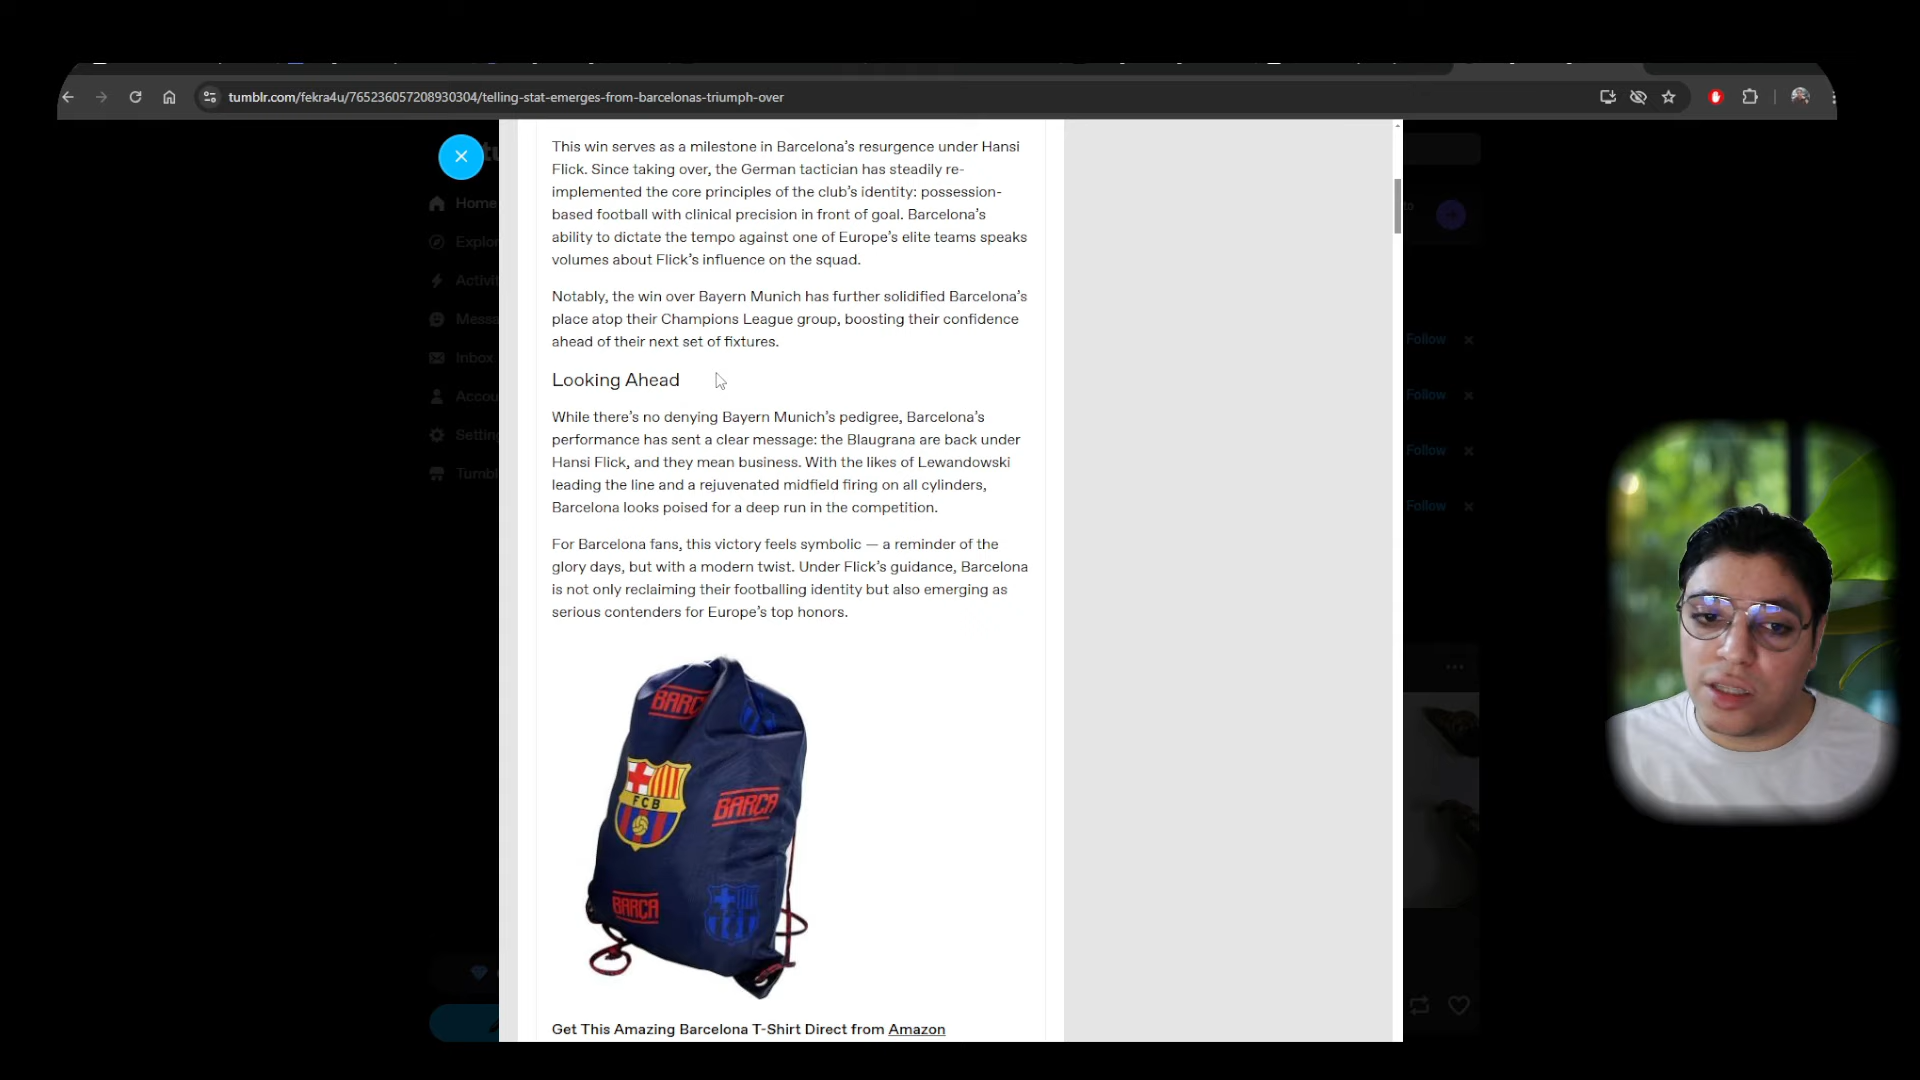 tumblr.com/fekra4u/765236057208930304/telling-stat-emerges-from-barcelonas-triumph-over
This win serves as a milestone in Barcelona's resurgence under Hansi
Flick. Since taking over, the German tactician has steadily re-
implemented the core principles of the club's identity: possession-
based football with clinical precision in front of goal. Barcelona's
ability to dictate the tempo against one of Europe's elite teams speaks
volumes about Flick's influence on the squad.
Notably, the win over Bayern Munich has further solidified Barcelona's
place atop their Champions League group, boosting their confidence
ahead of their next set of fixtures.
Looking Ahead
While there's no denying Bayern Munich's pedigree, Barcelona's
performance has sent a clear message: the Blaugrana are back under
Hansi Flick, and they mean business. With the likes of Lewandowski
leading the line and a rejuvenated midfield firing on all cylinders,
Barcelona looks poised for a deep run in the competition.
For Barcelona fans, this victory feels symbolic — a reminder of the
glory days, but with a modern twist. Under Flick's guidance, Barcelona
is not only reclaiming their footballing identity but also emerging as
serious contenders for Europe's top honors.
BARC
FCB
BARÇA
BARÇA
Get This Amazing Barcelona T-Shirt Direct from Amazon
Home
Explor
Activi
Messa
Inbox
Accou
Setting
Tumbl
Follow
Follow
Follow
Follow